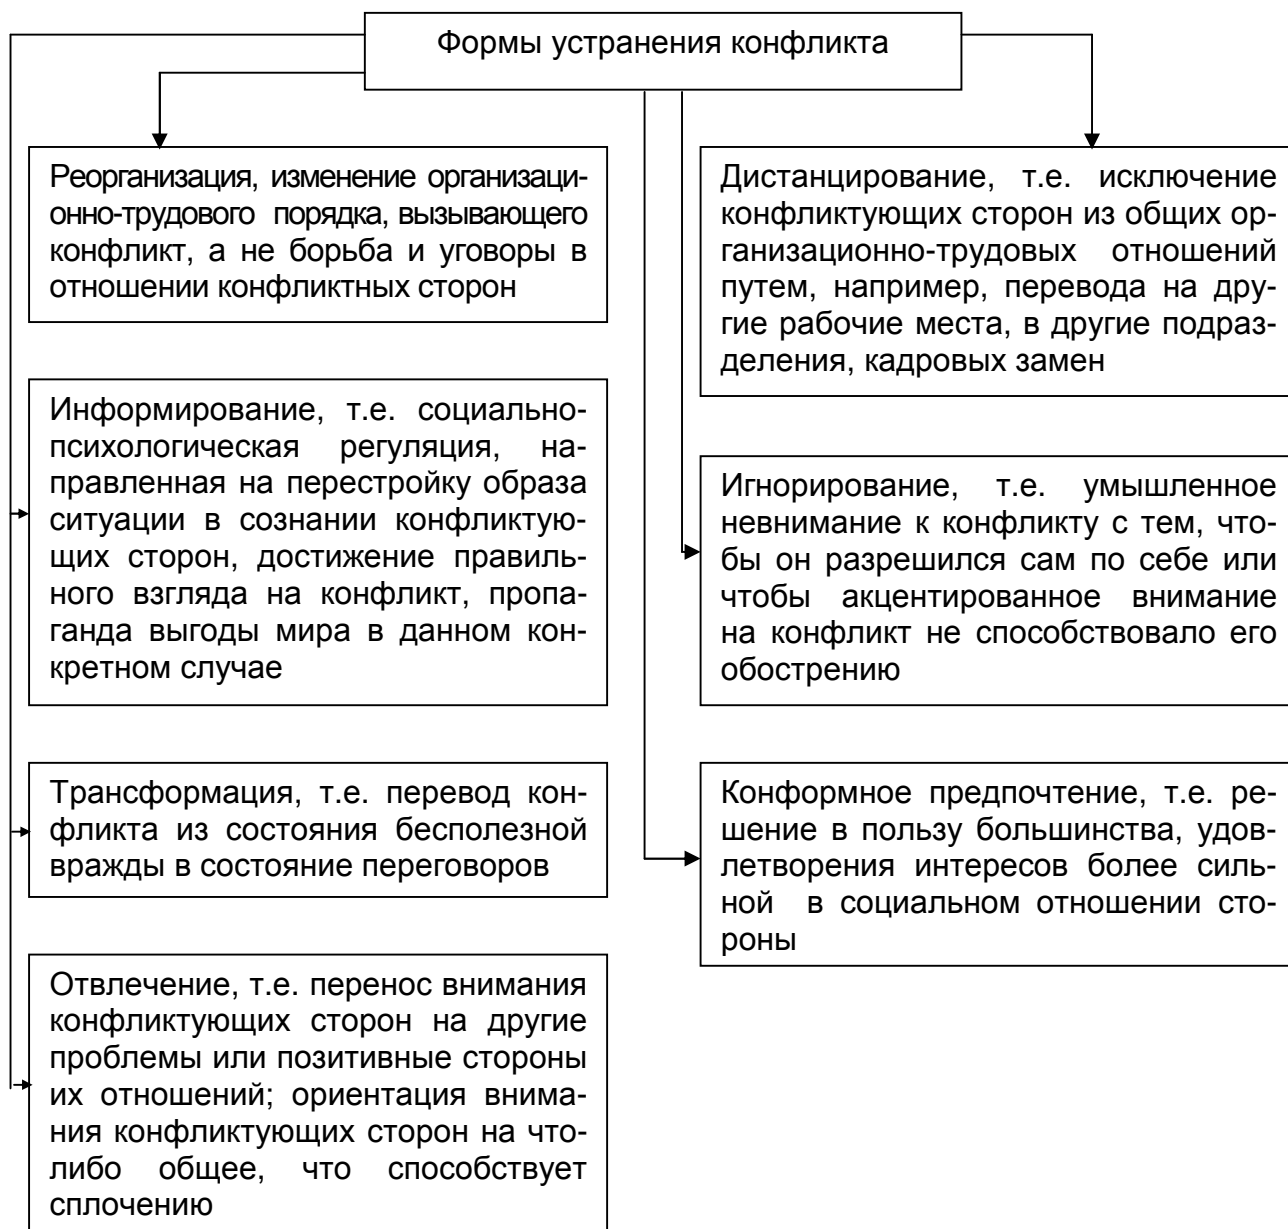 Формы устранения конфликта
Реорганизация, изменение организаци-
онно-трудового порядка, вызывающего
конфликт, а не борьба и уговоры в
отношении конфликтных сторон
Информирование, т.е. социально-
психологическая регуляция, на-
правленная на перестройку образа
ситуации в сознании конфликтую-
щих сторон, достижение правиль-
ного взгляда на конфликт, пропа-
ганда выгоды мира в данном кон-
кретном случае
Трансформация, т.е. перевод кон-
фликта из состояния бесполезной
вражды в состояние переговоров
Отвлечение, т.е. перенос внимания
конфликтующих сторон на другие
проблемы или позитивные стороны
их отношений; ориентация внима-
ния конфликтующих сторон на что-
либо общее, что способствует
сплочению
Дистанцирование, т.е. исключение
конфликтующих сторон из общих ор-
ганизационно-трудовых отношений
путем, например, перевода на дру-
гие рабочие места, в другие подраз-
деления, кадровых замен
Игнорирование, т.е. умышленное
невнимание к конфликту с тем, что-
бы он разрешился сам по себе или
чтобы акцентированное внимание
на конфликт не способствовало его
обострению
Конформное предпочтение, т.е. ре-
шение в пользу большинства, удов-
летворения интересов более силь-
ной в социальном отношении сто-
роны